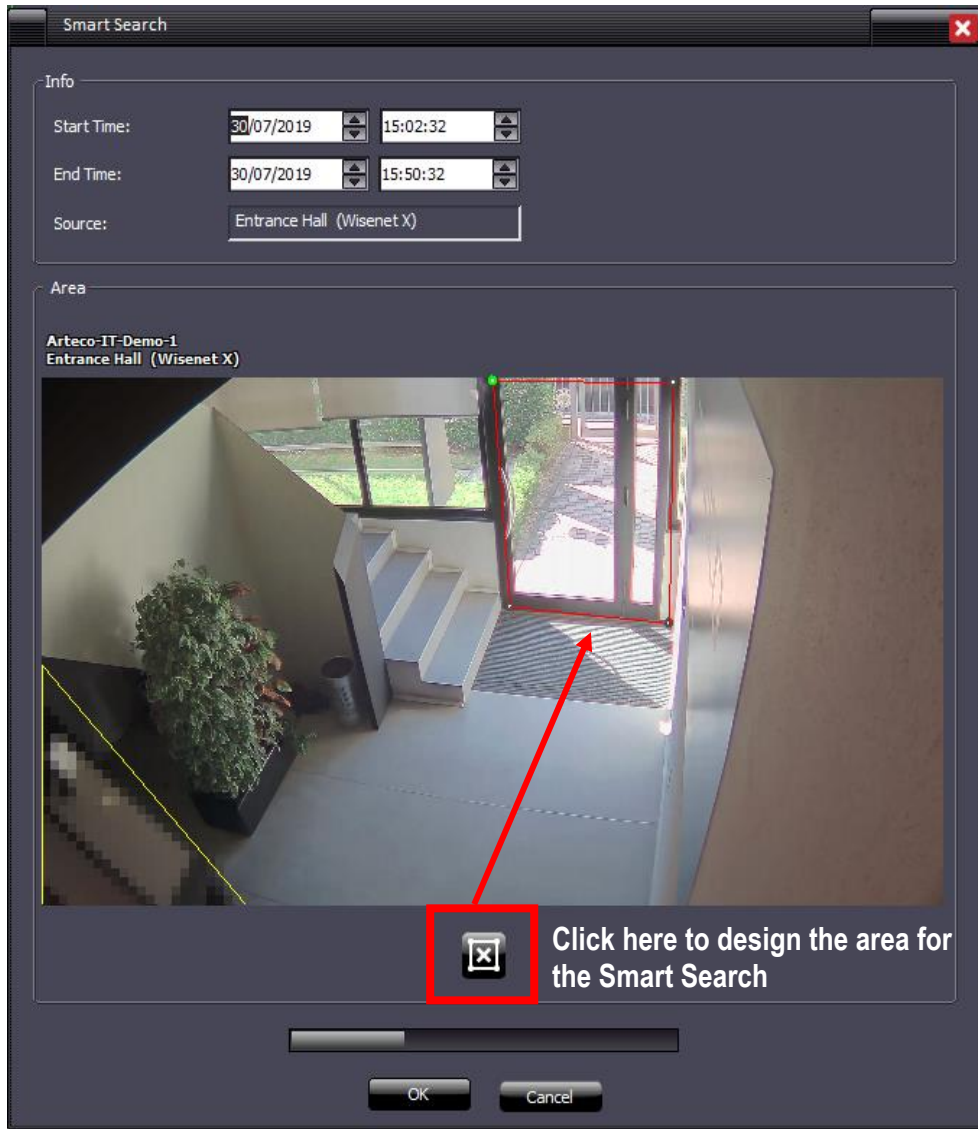 Smart Search
Info
Start Time: 30/07/2019 15:02:32
End Time: 30/07/2019 15:50:32
Source: Entrance Hall (Wisenet X)
Area
Arteco-IT-Demo-1
Entrance Hall (Wisenet X)
Click here to design the area for
the Smart Search
OK Cancel